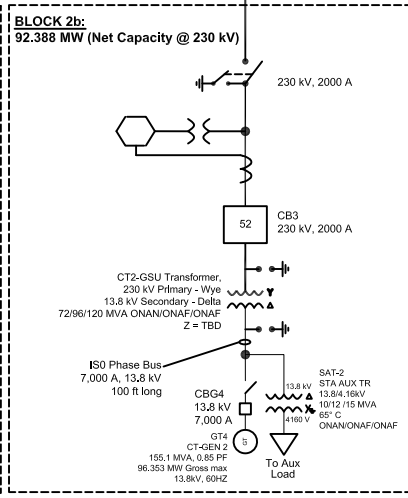 BLOCK 2b:
92.388 MW (Net Capacity @ 230 kV)
230 kV, 2000 A
52
CB3
230 kV, 2000 A
CT2-GSU Transformer,
230 kV Primary - Wye
13.8 kV Secondary - Delta
72/96/120 MVA ONAN/ONAF/ONAF
Z = TBD
IS0 Phase Bus
7,000 A, 13.8 kV
100 ft long
CBG4
13.8 kV
7,000 A
GT
GT4
CT-GEN 2
155.1 MVA, 0.85 PF
96.353 MW Gross max
13.8kV, 60HZ
13.8 kV
4160 V
SAT-2
STA AUX TR
13.8/4.16kV
10/12 /15 MVA
65° C
ONAN/ONAF/ONAF
To Aux
Load